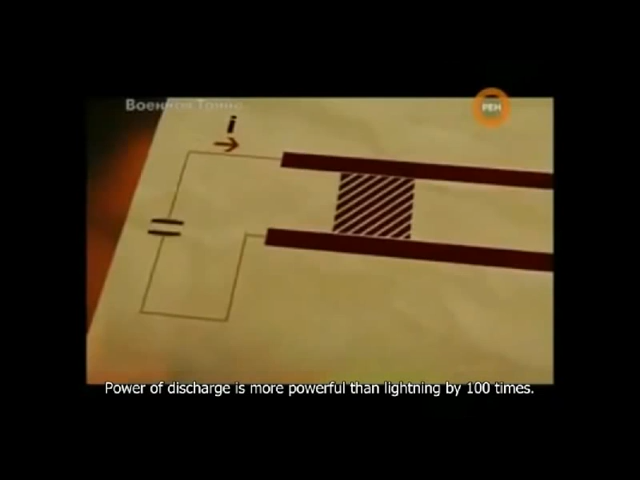 Военная Тайна
РЕН
i
Power of discharge is more powerful than lightning by 100 times.